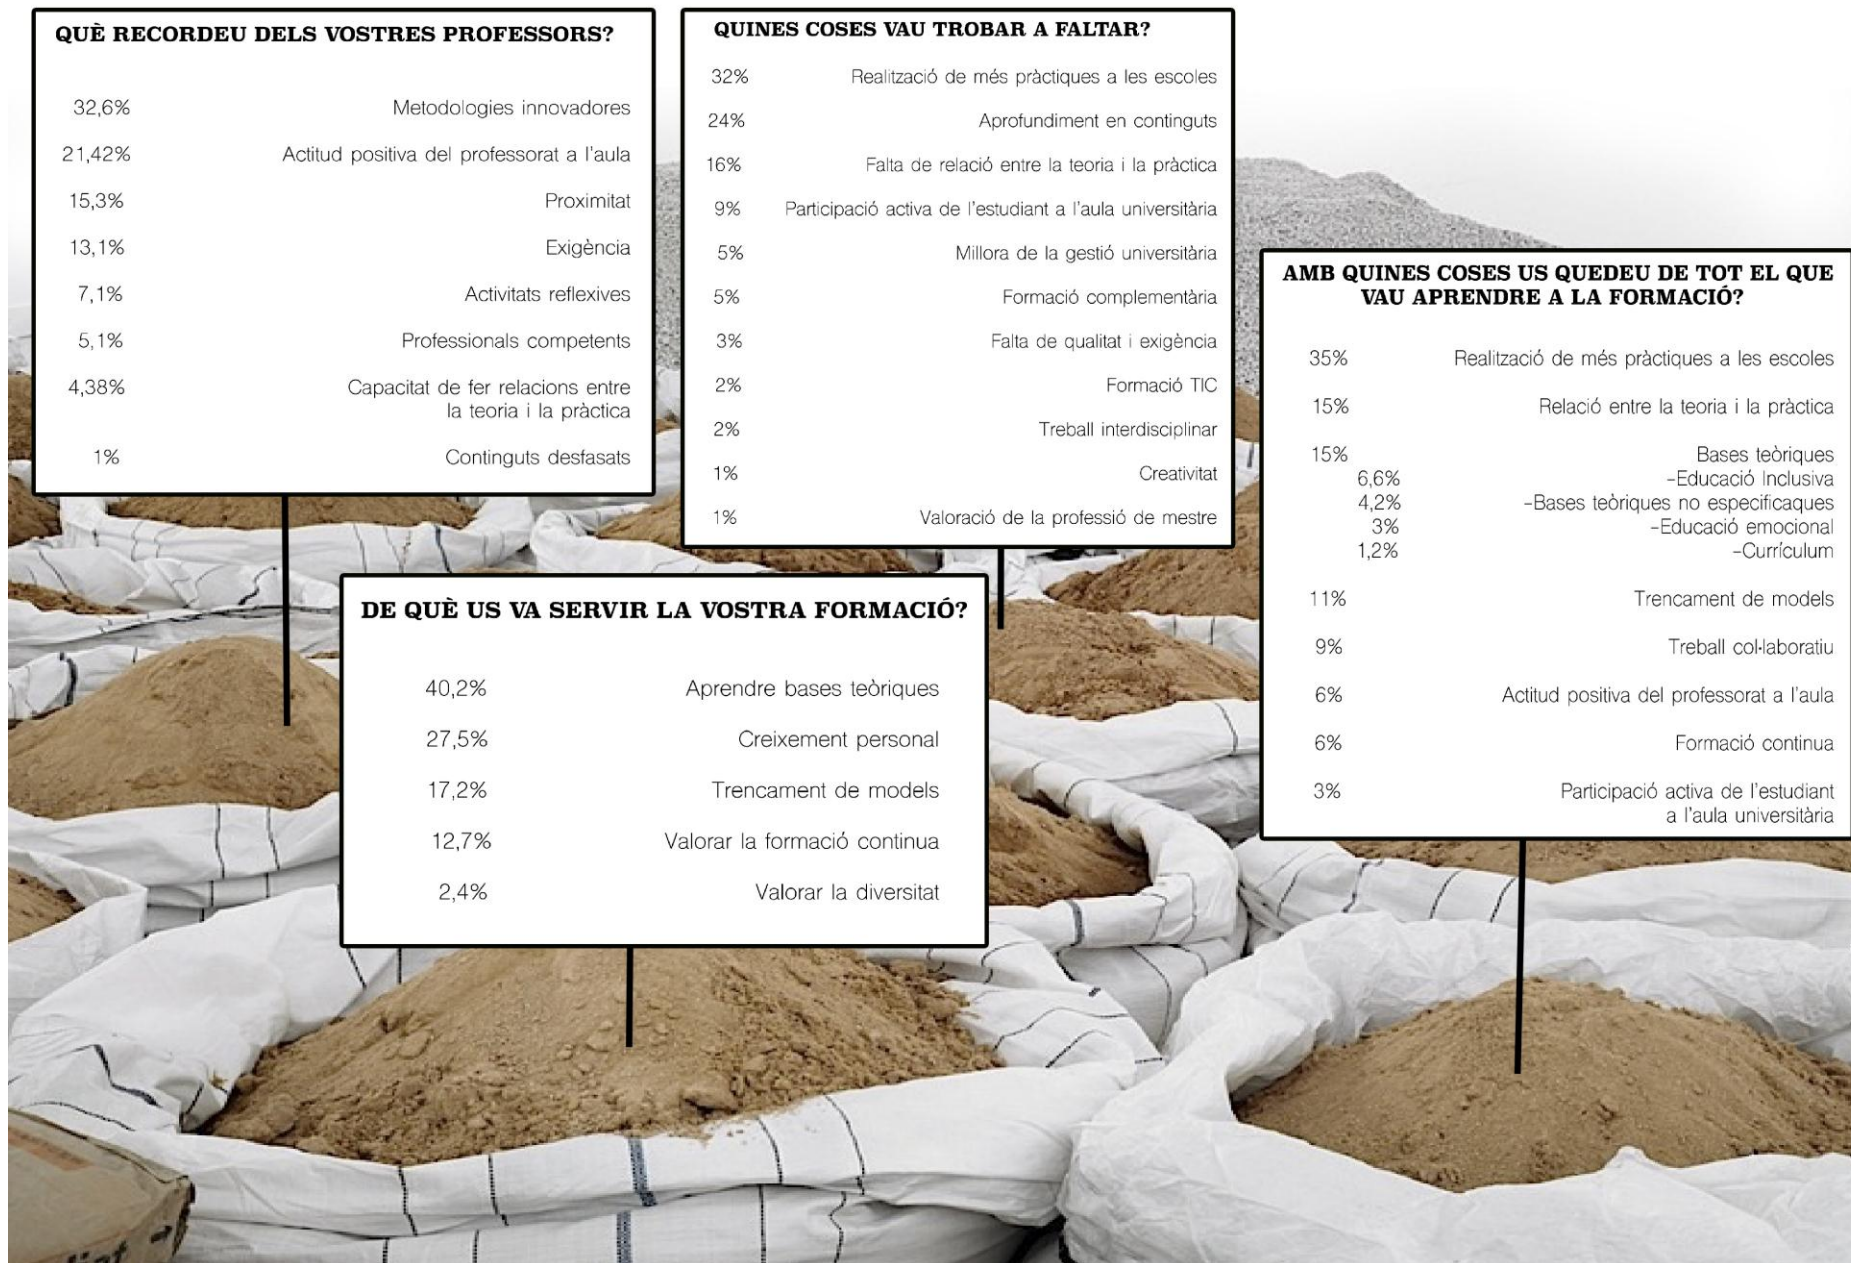 QUÈ RECORDEU DELS VOSTRES PROFESSORS?
32,6% Metodologies innovadores
21,42% Actitud positiva del professorat a l'aula
15,3% Proximitat
13,1% Exigència
7,1% Activitats reflexives
5,1% Professionals competents
4,38% Capacitat de fer relacions entre
la teoria i la pràctica
1% Continguts desfasats
QUINES COSES VAU TROBAR A FALTAR?
32% Realització de més pràctiques a les escoles
24% Aprofundiment en continguts
16% Falta de relació entre la teoria i la pràctica
9% Participació activa de l'estudiant a l'aula universitària
5% Millora de la gestió universitària
5% Formació complementària
3% Falta de qualitat i exigència
2% Formació TIC
2% Treball interdisciplinar
1% Creativitat
1% Valoració de la professió de mestre
DE QUÈ US VA SERVIR LA VOSTRA FORMACIÓ?
40,2% Aprendre bases teòriques
27,5% Creixement personal
17,2% Trencament de models
12,7% Valorar la formació continua
2,4% Valorar la diversitat
AMB QUINES COSES US QUEDEU DE TOT EL QUE
VAU APRENDRE A LA FORMACIÓ?
35% Realització de més pràctiques a les escoles
15% Relació entre la teoria i la pràctica
15% Bases teòriques
6,6% -Educació Inclusiva
4,2% -Bases teòriques no especificaques
3% -Educació emocional
1,2% -Currículum
11% Trencament de models
9% Treball col·laboratiu
6% Actitud positiva del professorat a l'aula
6% Formació continua
3% Participació activa de l'estudiant
a l'aula universitària